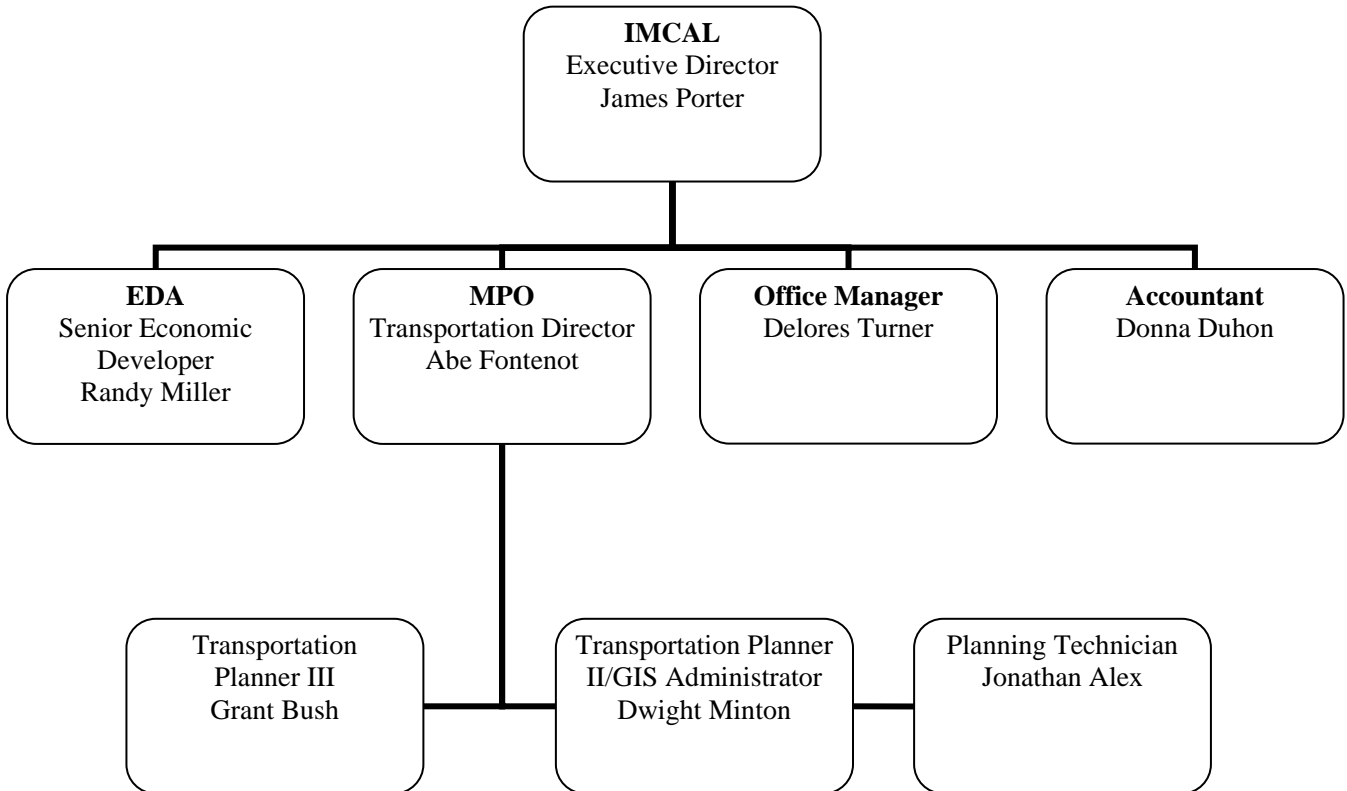 IMCAL
Executive Director
James Porter
EDA
Senior Economic
Developer
Randy Miller
MPO
Transportation Director
Abe Fontenot
Office Manager
Delores Turner
Accountant
Donna Duhon
Transportation
Planner III
Grant Bush
Transportation Planner
II/GIS Administrator
Dwight Minton
Planning Technician
Jonathan Alex